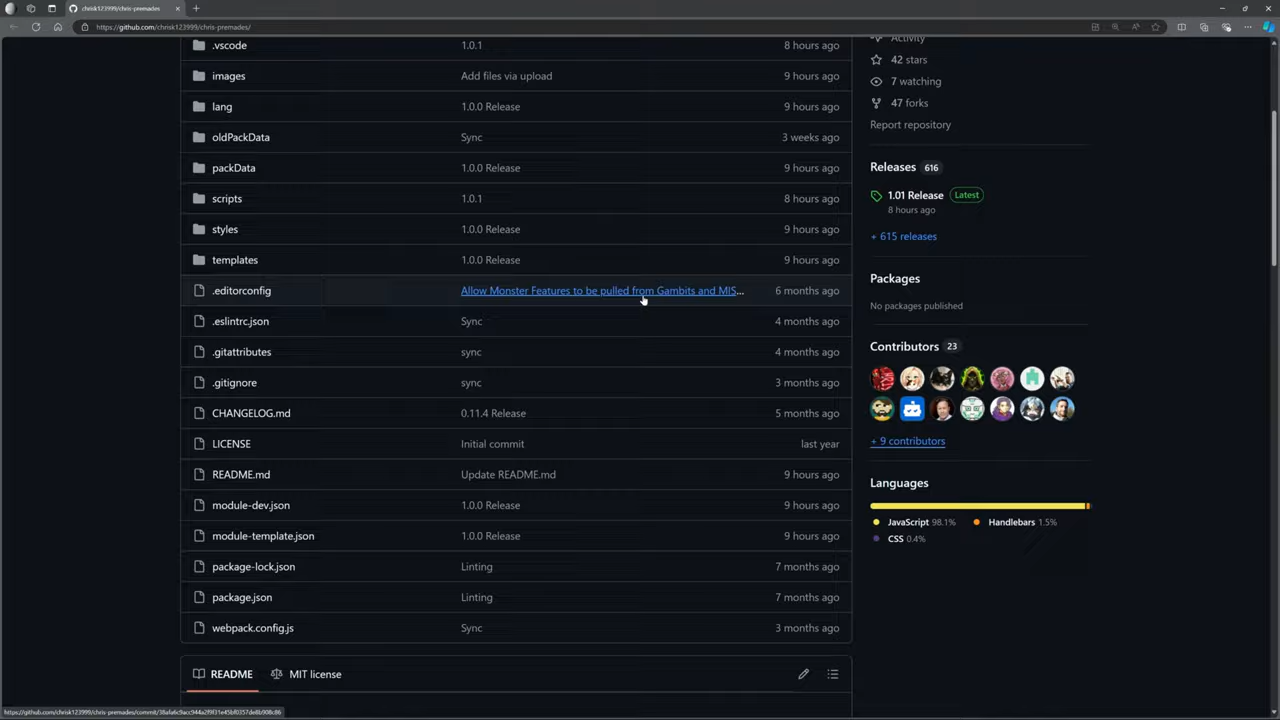 chrisk123999/chris-premades
https://github.com/chrisk123999/chris-premades/
.vscode 1.0.1 8 hours ago
images Add files via upload 9 hours ago
lang 1.0.0 Release 9 hours ago
oldPackData Sync 3 weeks ago
packData 1.0.0 Release 9 hours ago
scripts 1.0.1 8 hours ago
styles 1.0.0 Release 9 hours ago
templates 1.0.0 Release 9 hours ago
.editorconfig Allow Monster Features to be pulled from Gambits and MIS... 6 months ago
.eslintrc.json Sync 4 months ago
.gitattributes sync 4 months ago
.gitignore sync 3 months ago
CHANGELOG.md 0.11.4 Release 5 months ago
LICENSE Initial commit last year
README.md Update README.md 9 hours ago
module-dev.json 1.0.0 Release 9 hours ago
module-template.json 1.0.0 Release 9 hours ago
package-lock.json Linting 7 months ago
package.json Linting 7 months ago
webpack.config.js Sync 3 months ago
README MIT license
Activity
42 stars
7 watching
47 forks
Report repository
Releases 616
1.01 Release Latest
8 hours ago
+ 615 releases
Packages
No packages published
Contributors 23
+ 9 contributors
Languages
JavaScript 98.1% Handlebars 1.5%
CSS 0.4%